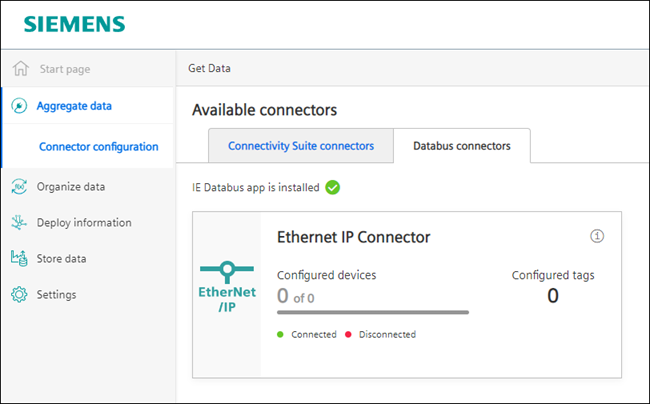 SIEMENS
Start page
Get Data
Aggregate data
Connector configuration
Organize data
Deploy information
Store data
Settings
Available connectors
Connectivity Suite connectors
Databus connectors
IE Databus app is installed
Ethernet IP Connector
1
EtherNet
/IP
Configured devices
0 of 0
Configured tags
0
Connected
Disconnected